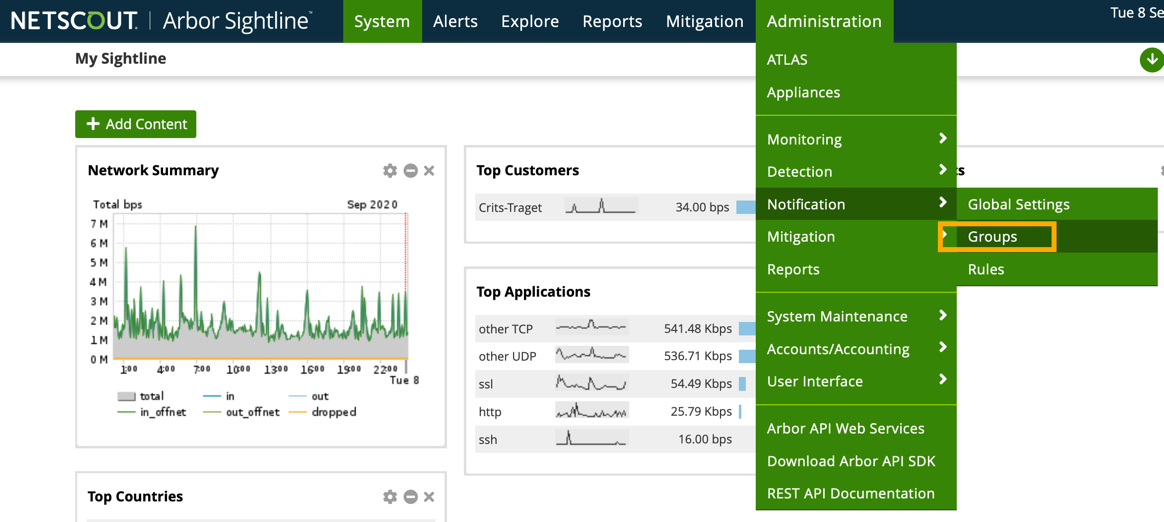 NETSCOUT. | Arbor Sightline™ System Alerts Explore Reports Mitigation Administration Tue 8 Se
My Sightline
ATLAS
Appliances
Add Content
Monitoring
Detection
Notification
Mitigation
Reports
System Maintenance
Accounts/Accounting
User Interface
Arbor API Web Services
Download Arbor API SDK
REST API Documentation
Global Settings
Groups
Rules
Network Summary
Total bps Sep 2020
7 M
6 M
5 M
4 M
3 M
2 M
1 M
0 M
1:00 4:00 7:00 10:00 13:00 16:00 19:00 22:00
Tue 8
total in out
in_offnet out_offnet dropped
Top Customers
Crits-Traget 34.00 bps
Top Applications
other TCP 541.48 Kbps
other UDP 536.71 Kbps
ssl 54.49 Kbps
http 25.79 Kbps
ssh 16.00 bps
Top Countries